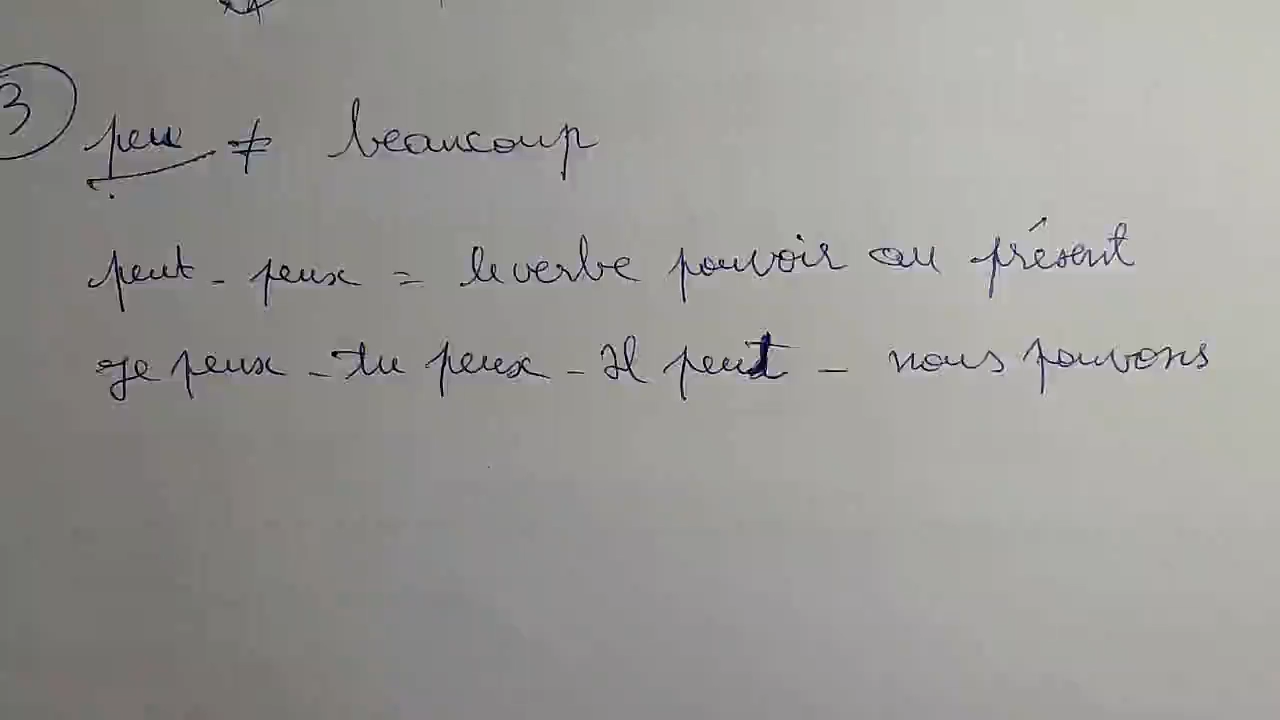 3 peu ≠ beaucoup
peut - peux = le verbe pouvoir au présent
Je peux - tu peux - Il peut - nous pouvons